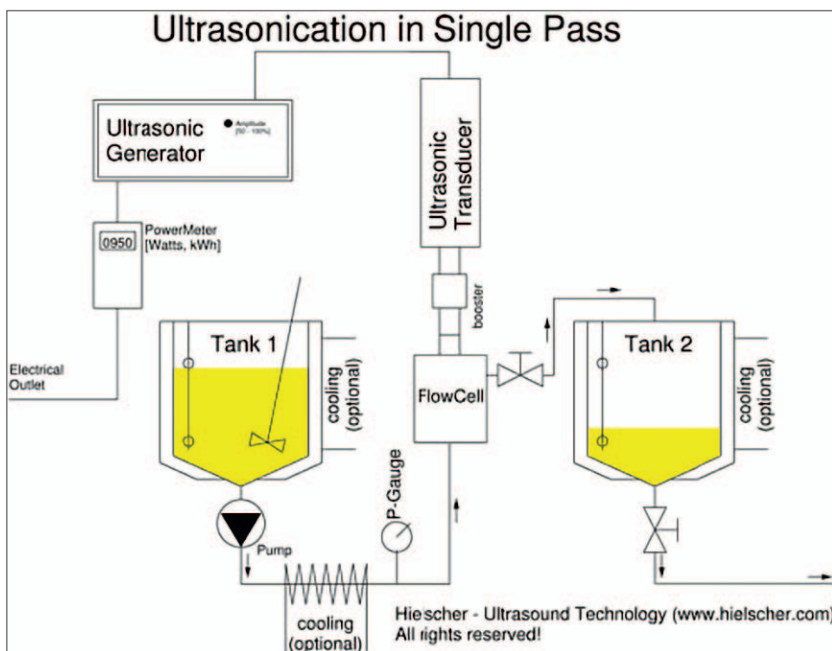 Ultrasonication in Single Pass
Ultrasonic
Generator
Amplitude
[50 - 100%]
Ultrasonic
Transducer
0950
PowerMeter
[Watts, kWh]
booster
Tank 1
Tank 2
Electrical
Outlet
cooling
(optional)
FlowCell
cooling
(optional)
P-Gauge
Pump
cooling
(optional)
Hielscher - Ultrasound Technology (www.hielscher.com)
All rights reserved!